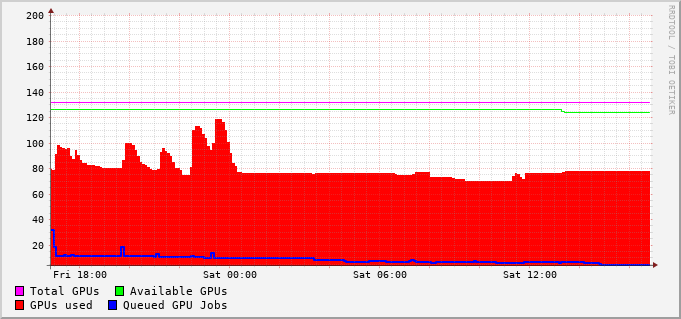 200
180
160
140
120
100
80
60
40
20
Fri 18:00 Sat 00:00 Sat 06:00 Sat 12:00
Total GPUs Available GPUs
GPUs used Queued GPU Jobs
RRDTOOL / TOBI OETIKER